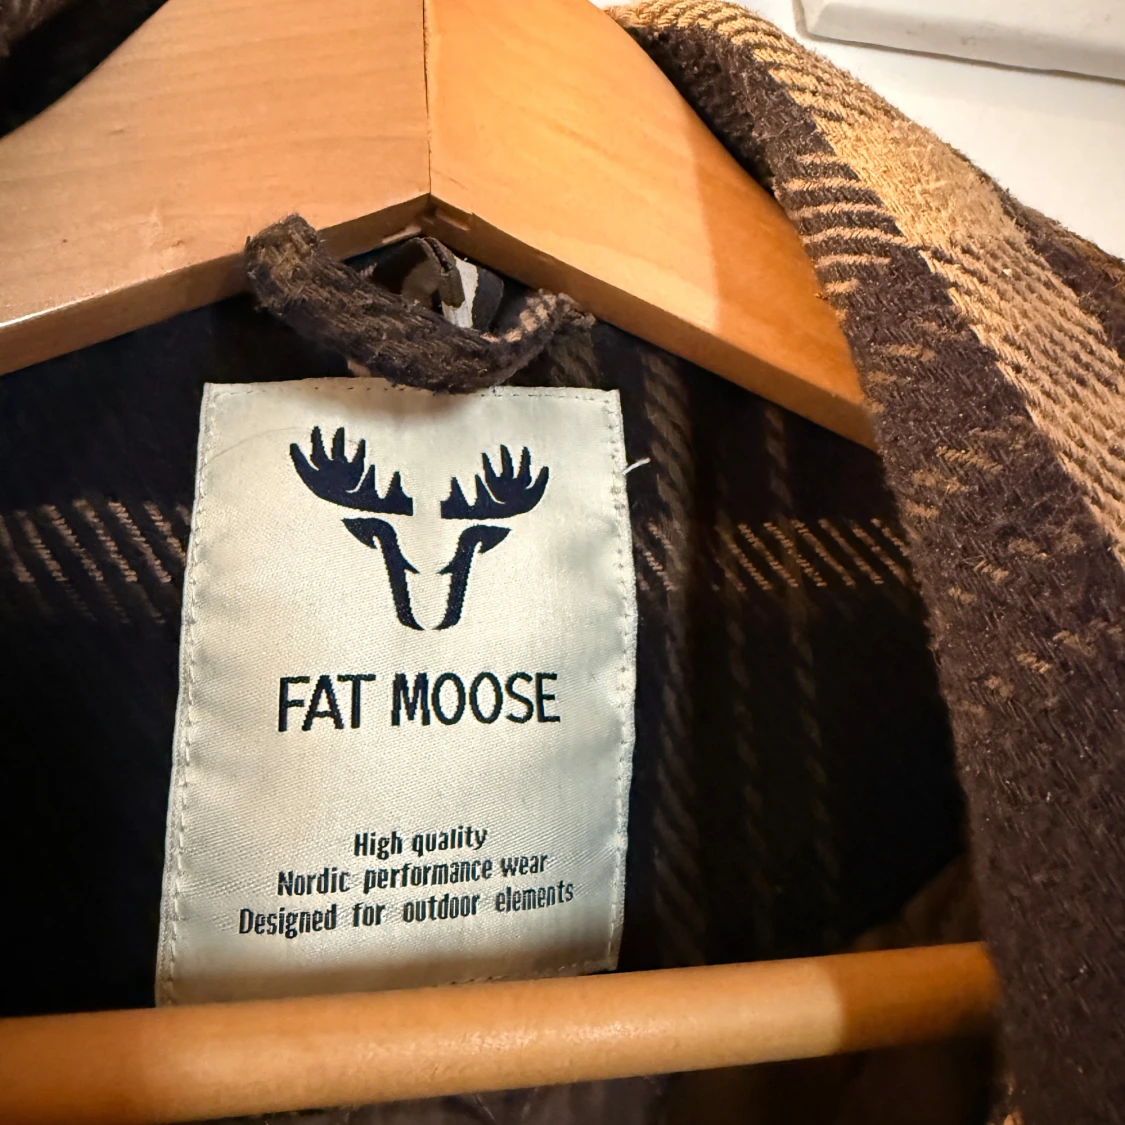 FAT MOOSE
High quality
Nordic performance wear
Designed for outdoor elements